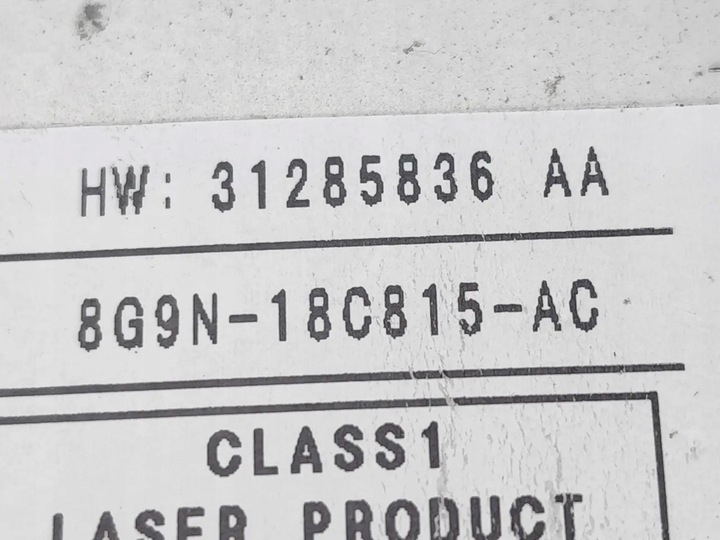 HW: 31285836 AA
8G9N-18C815-AC
CLASS1
LASER PRODUCT